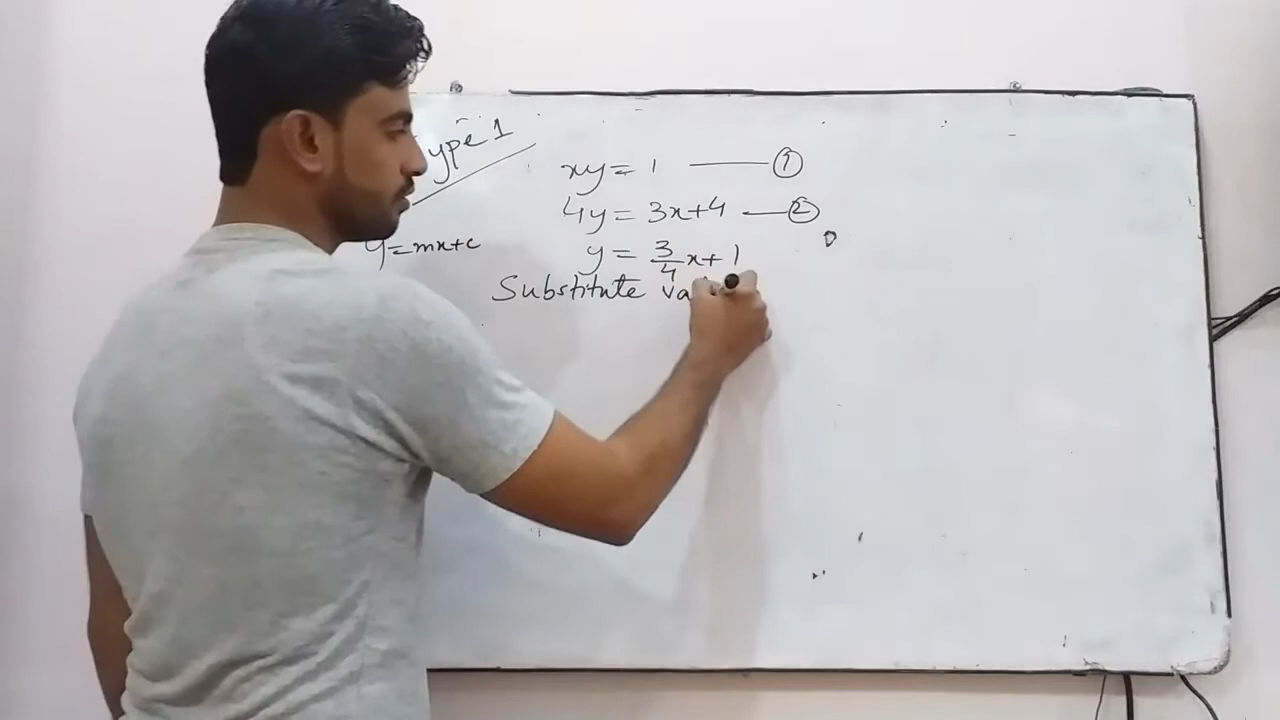 ype 1
xy = 1 ——— ①
4y = 3x+4 —— ②
y = mx+c
y = 3/4 x + 1
Substitute